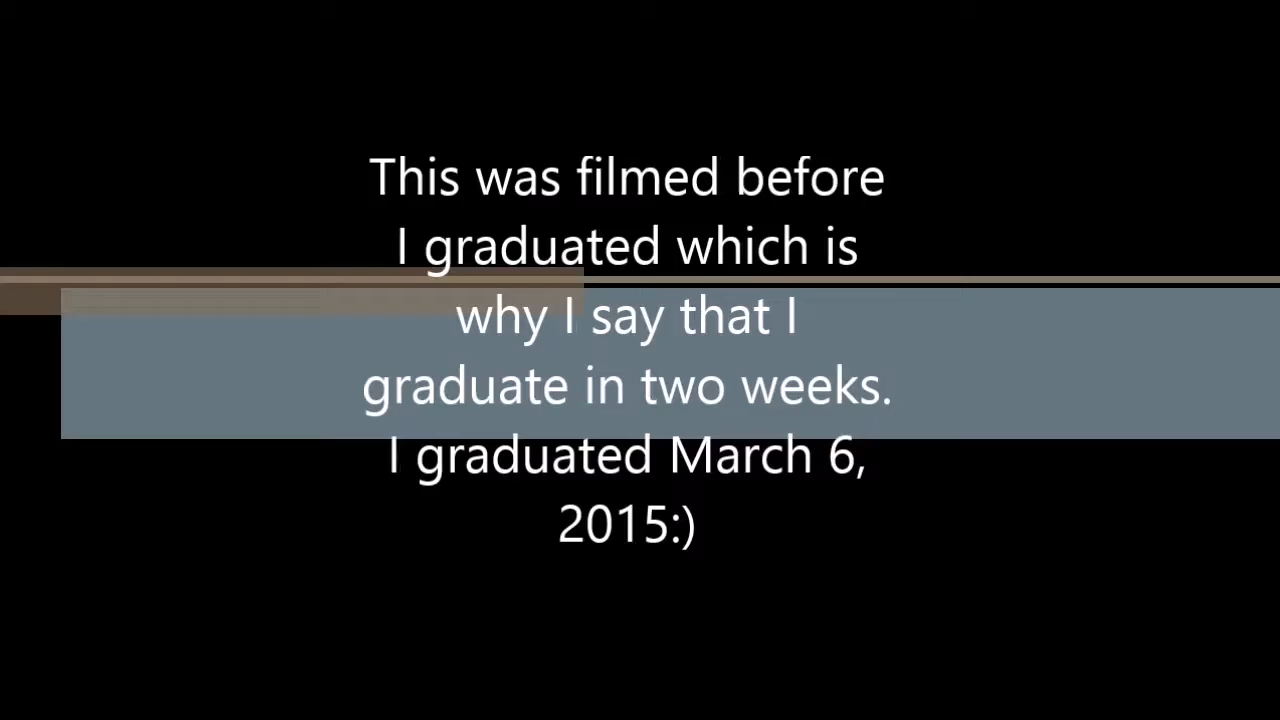 This was filmed before
I graduated which is
why I say that I
graduate in two weeks.
I graduated March 6,
2015:)